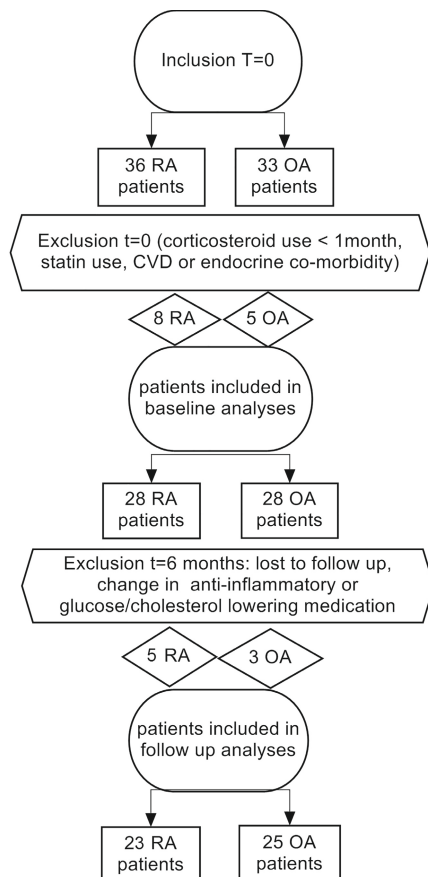 Inclusion T=0
36 RA
patients
33 OA
patients
Exclusion t=0 (corticosteroid use < 1month,
statin use, CVD or endocrine co-morbidity)
8 RA
5 OA
patients included in
baseline analyses
28 RA
patients
28 OA
patients
Exclusion t=6 months: lost to follow up,
change in anti-inflammatory or
glucose/cholesterol lowering medication
5 RA
3 OA
patients included in
follow up analyses
23 RA
patients
25 OA
patients